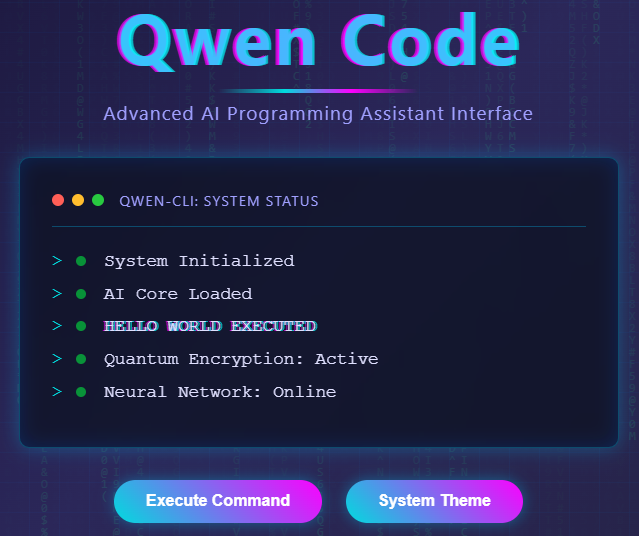 Qwen Code
Advanced AI Programming Assistant Interface
QWEN-CLI: SYSTEM STATUS
> System Initialized
> AI Core Loaded
> HELLO WORLD EXECUTED
> Quantum Encryption: Active
> Neural Network: Online
Execute Command
System Theme